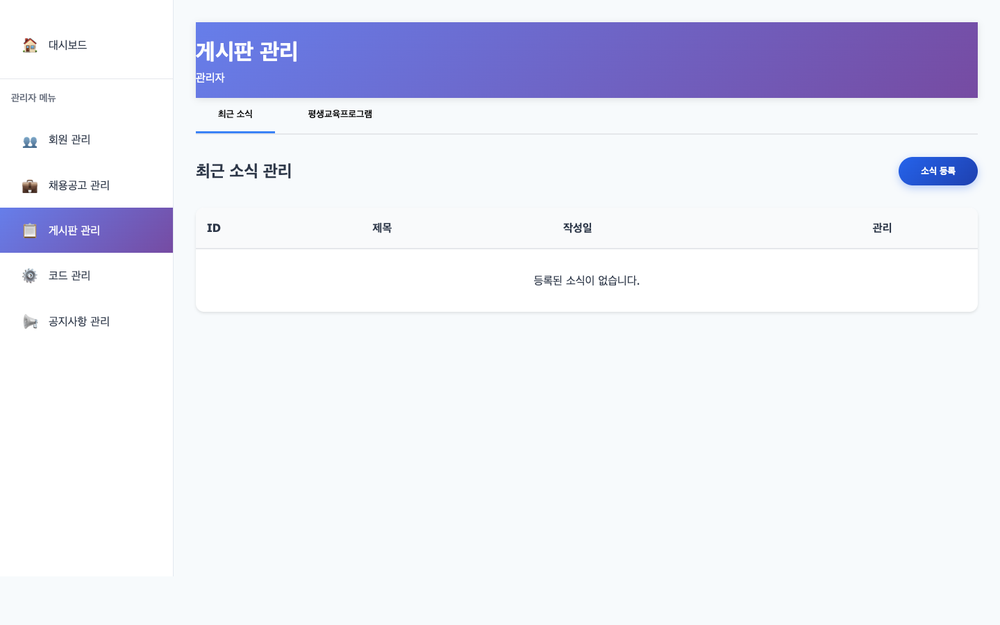 대시보드
관리자 메뉴
회원 관리
채용공고 관리
게시판 관리
코드 관리
공지사항 관리
게시판 관리
관리자
최근 소식 평생교육프로그램
최근 소식 관리 소식 등록
ID 제목 작성일 관리
등록된 소식이 없습니다.